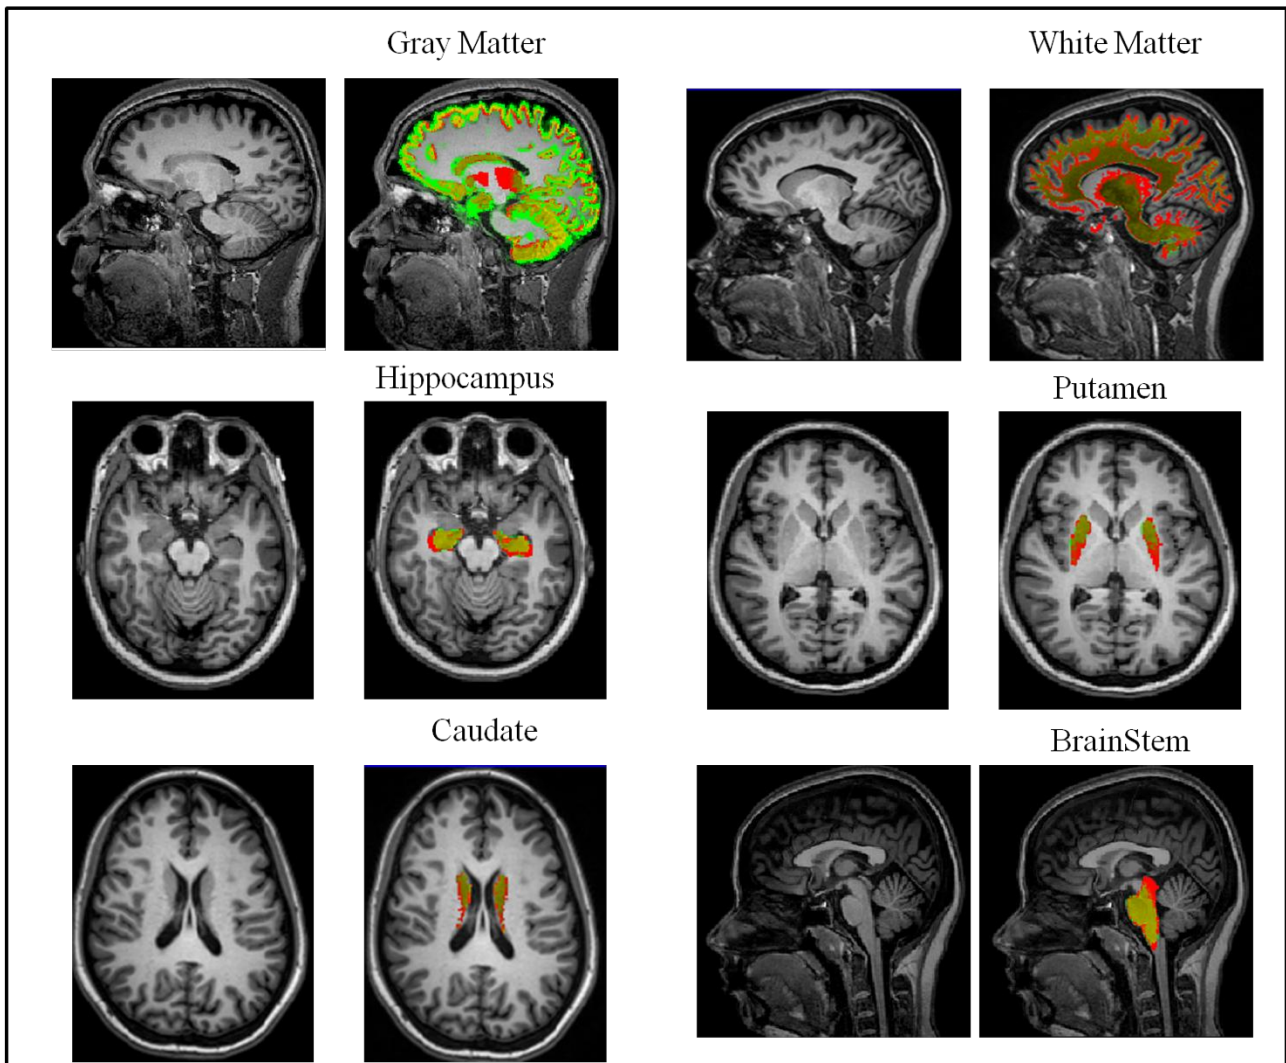 Gray Matter
White Matter
Hippocampus
Putamen
Caudate
BrainStem